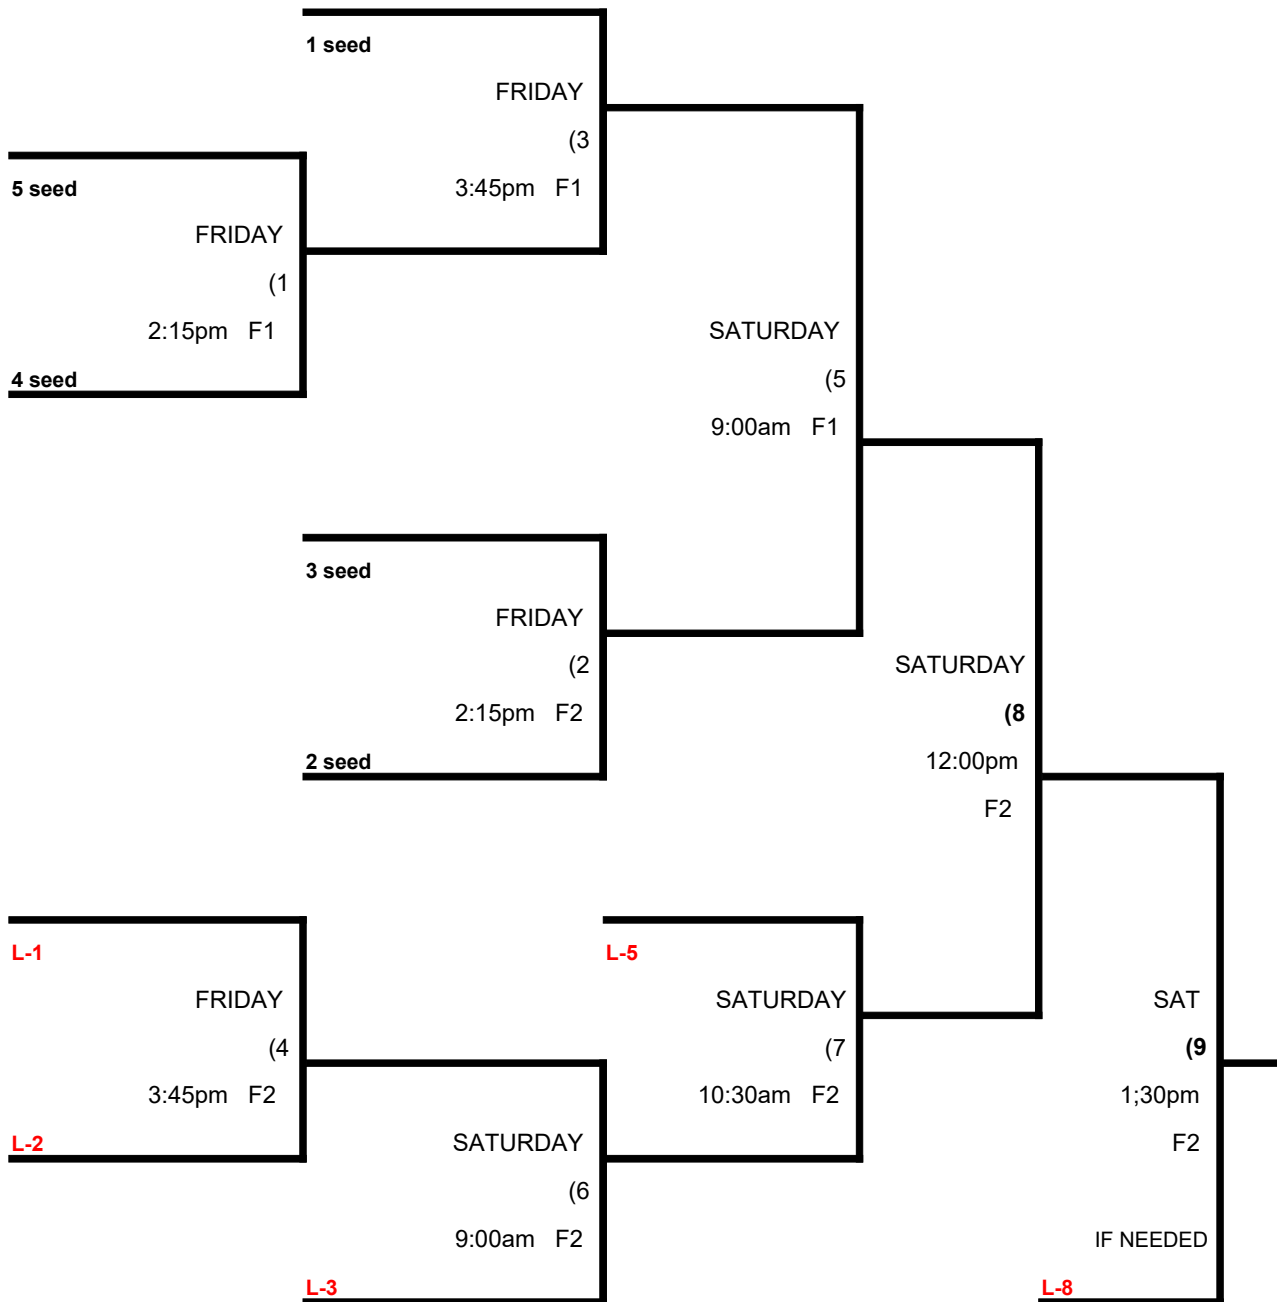 1 seed
FRIDAY
(3
3:45pm F1
5 seed
FRIDAY
(1
2:15pm F1
4 seed
SATURDAY
(5
9:00am F1
3 seed
FRIDAY
(2
2:15pm F2
2 seed
SATURDAY
(8
12:00pm
F2
L-1
FRIDAY
(4
3:45pm F2
L-2
L-5
SATURDAY
(7
10:30am F2
SATURDAY
(6
9:00am F2
L-3
SAT
(9
1;30pm
F2
IF NEEDED
L-8